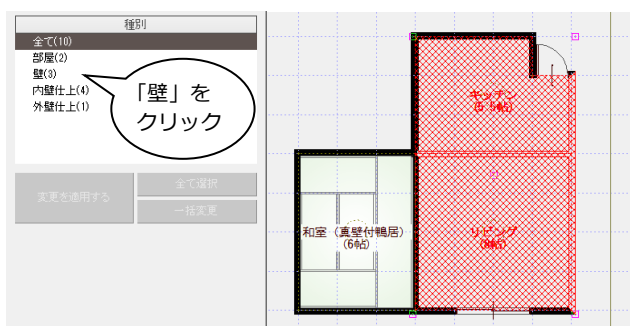 種別
全て(10)
部屋(2)
壁(3)
内壁仕上(4)
外壁仕上(1)
「壁」を
クリック
変更を適用する
全て選択
一括変更
キッチン
(5.5帖)
和室（真壁付鴨居）
(6帖)
リビング
(8帖)